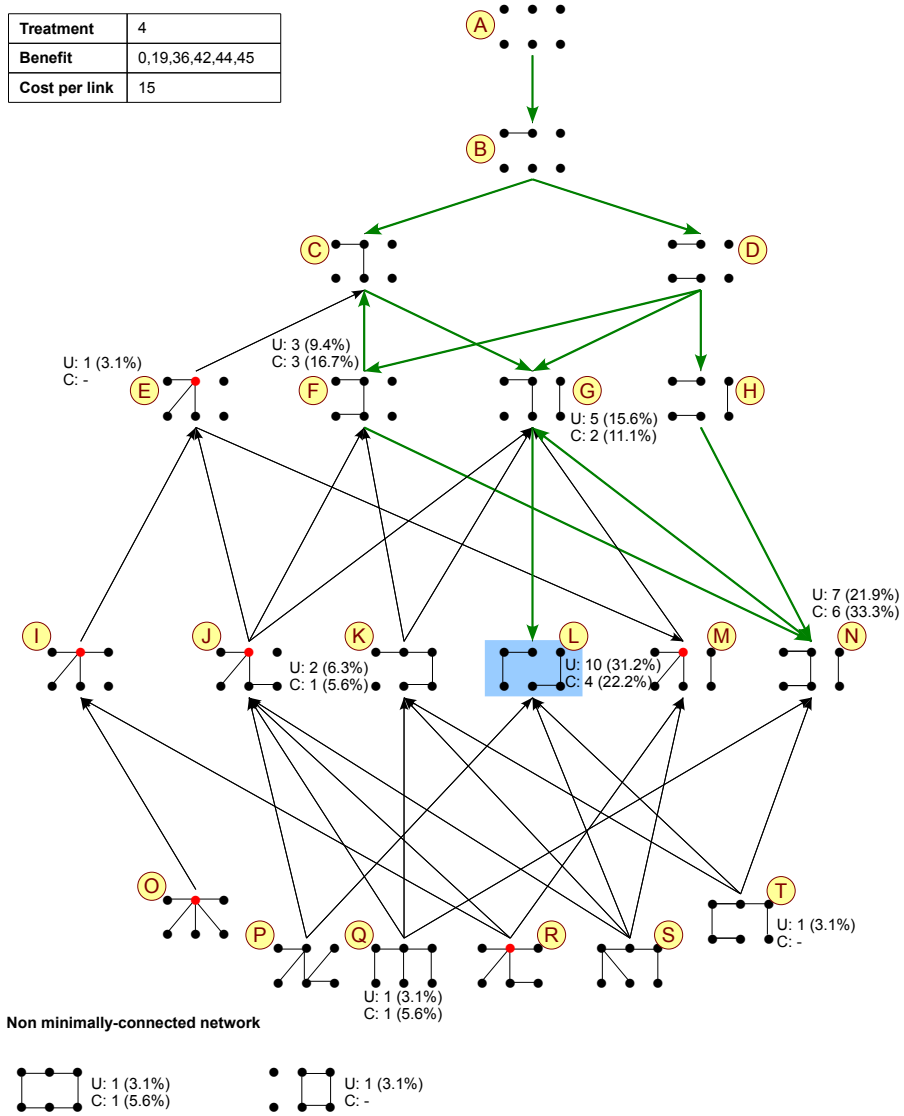 Treatment 4
Benefit 0,19,36,42,44,45
Cost per link 15
A
B
C
D
U: 1 (3.1%)
C: -
E
U: 3 (9.4%)
C: 3 (16.7%)
F
G
U: 5 (15.6%)
C: 2 (11.1%)
H
I
J
U: 2 (6.3%)
C: 1 (5.6%)
K
L
U: 10 (31.2%)
C: 4 (22.2%)
M
U: 7 (21.9%)
C: 6 (33.3%)
N
O
P
Q
U: 1 (3.1%)
C: 1 (5.6%)
R
S
T
U: 1 (3.1%)
C: -
Non minimally-connected network
U: 1 (3.1%)
C: 1 (5.6%)
U: 1 (3.1%)
C: -